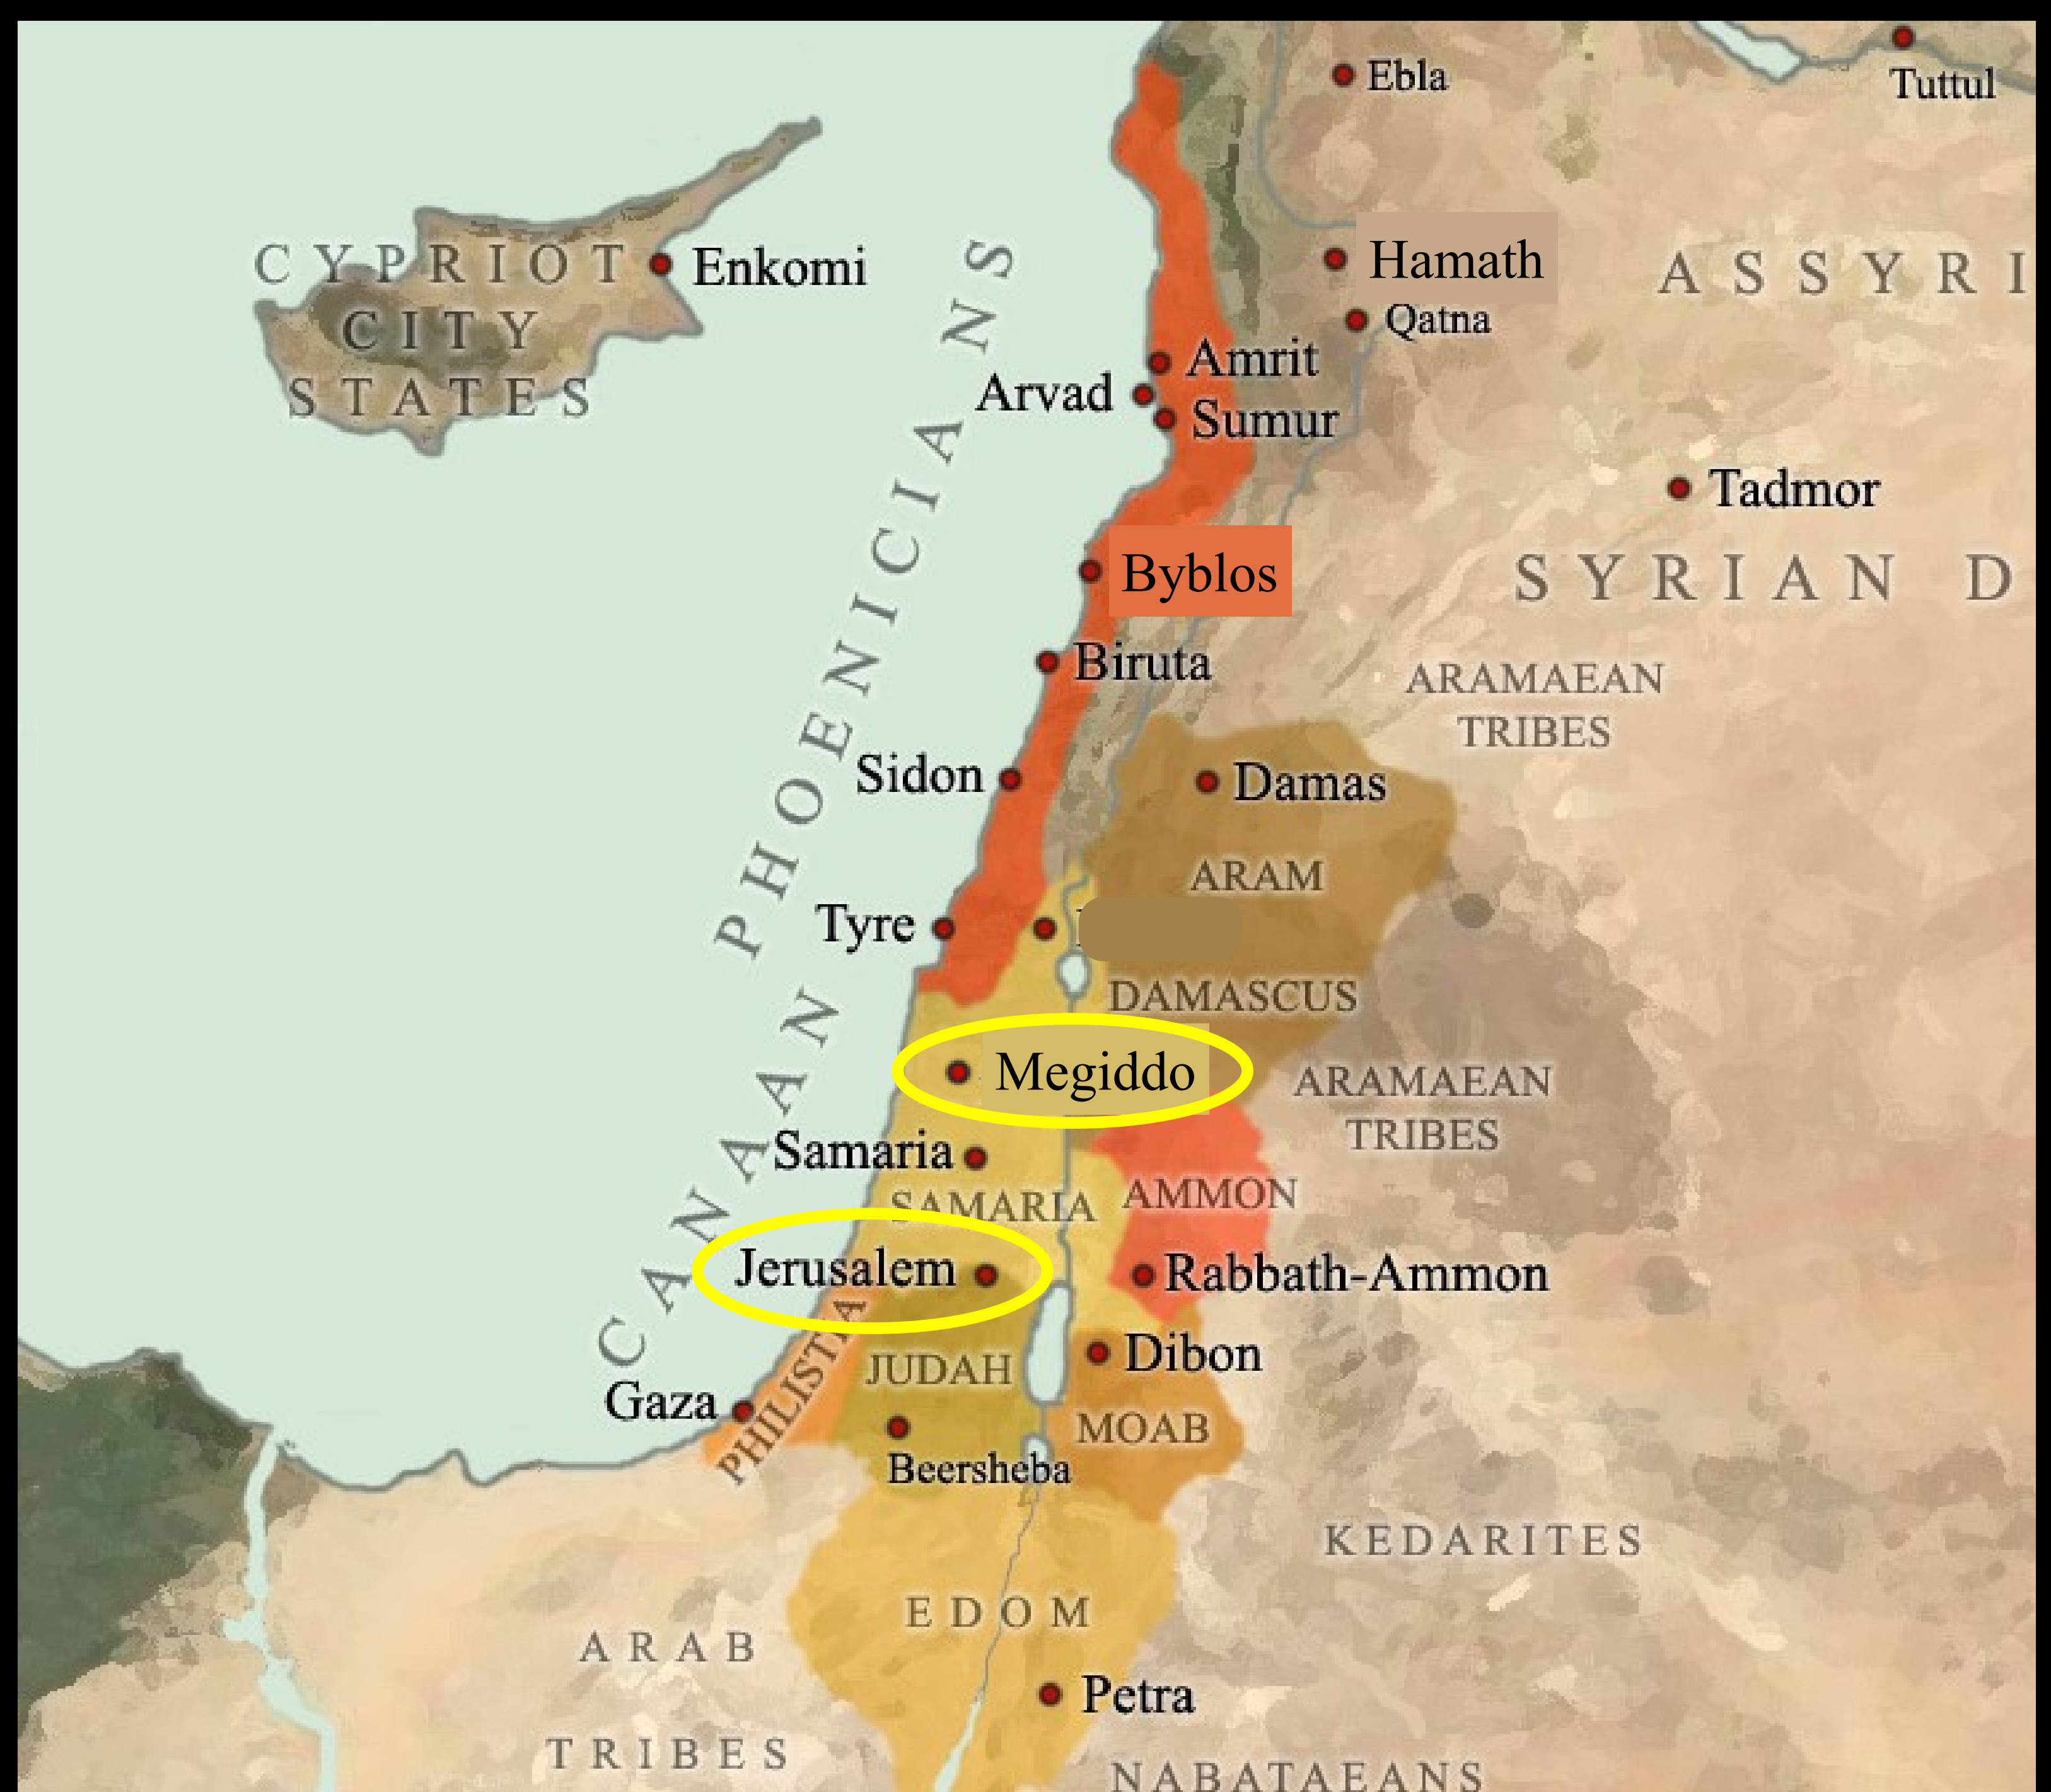 Ebla
Tuttul
CYPRIOT
CITY
STATES
Enkomi
Hamath
ASSYRI
Qatna
Amrit
Arvad
Sumur
Tadmor
Byblos
SYRIAN D
Biruta
ARAMAEAN
TRIBES
CANAAN PHOENICIANS
Sidon
Damas
ARAM
Tyre
DAMASCUS
Megiddo
ARAMAEAN
TRIBES
Samaria
SAMARIA
AMMON
Jerusalem
Rabbath-Ammon
PHILISTIA
Dibon
JUDAH
Gaza
MOAB
Beersheba
KEDARITES
EDOM
ARAB
TRIBES
Petra
NABATAEANS